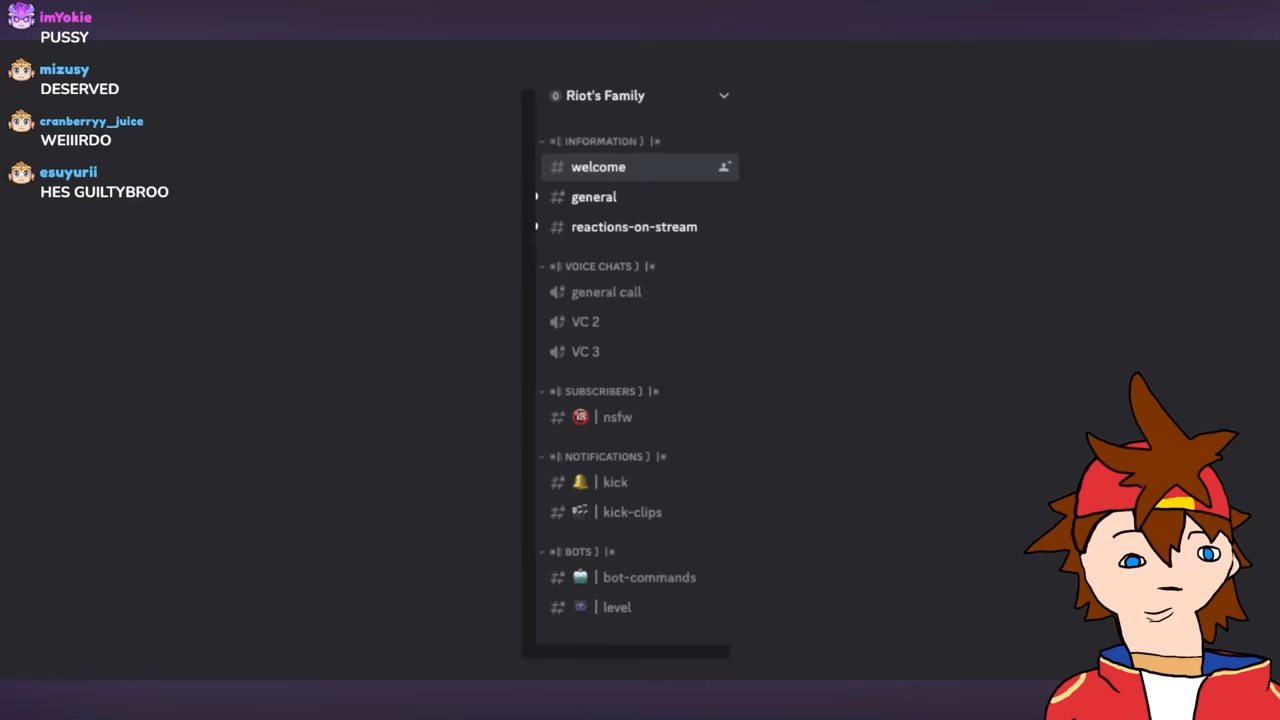 imYokie
PUSSY
mizusy
DESERVED
cranberryy_juice
WEIIIRDO
esuyurii
HES GUILTYBROO
Riot's Family
INFORMATION
welcome
general
reactions-on-stream
VOICE CHATS
general call
VC 2
VC 3
SUBSCRIBERS
18 | nsfw
NOTIFICATIONS
| kick
| kick-clips
BOTS
| bot-commands
| level